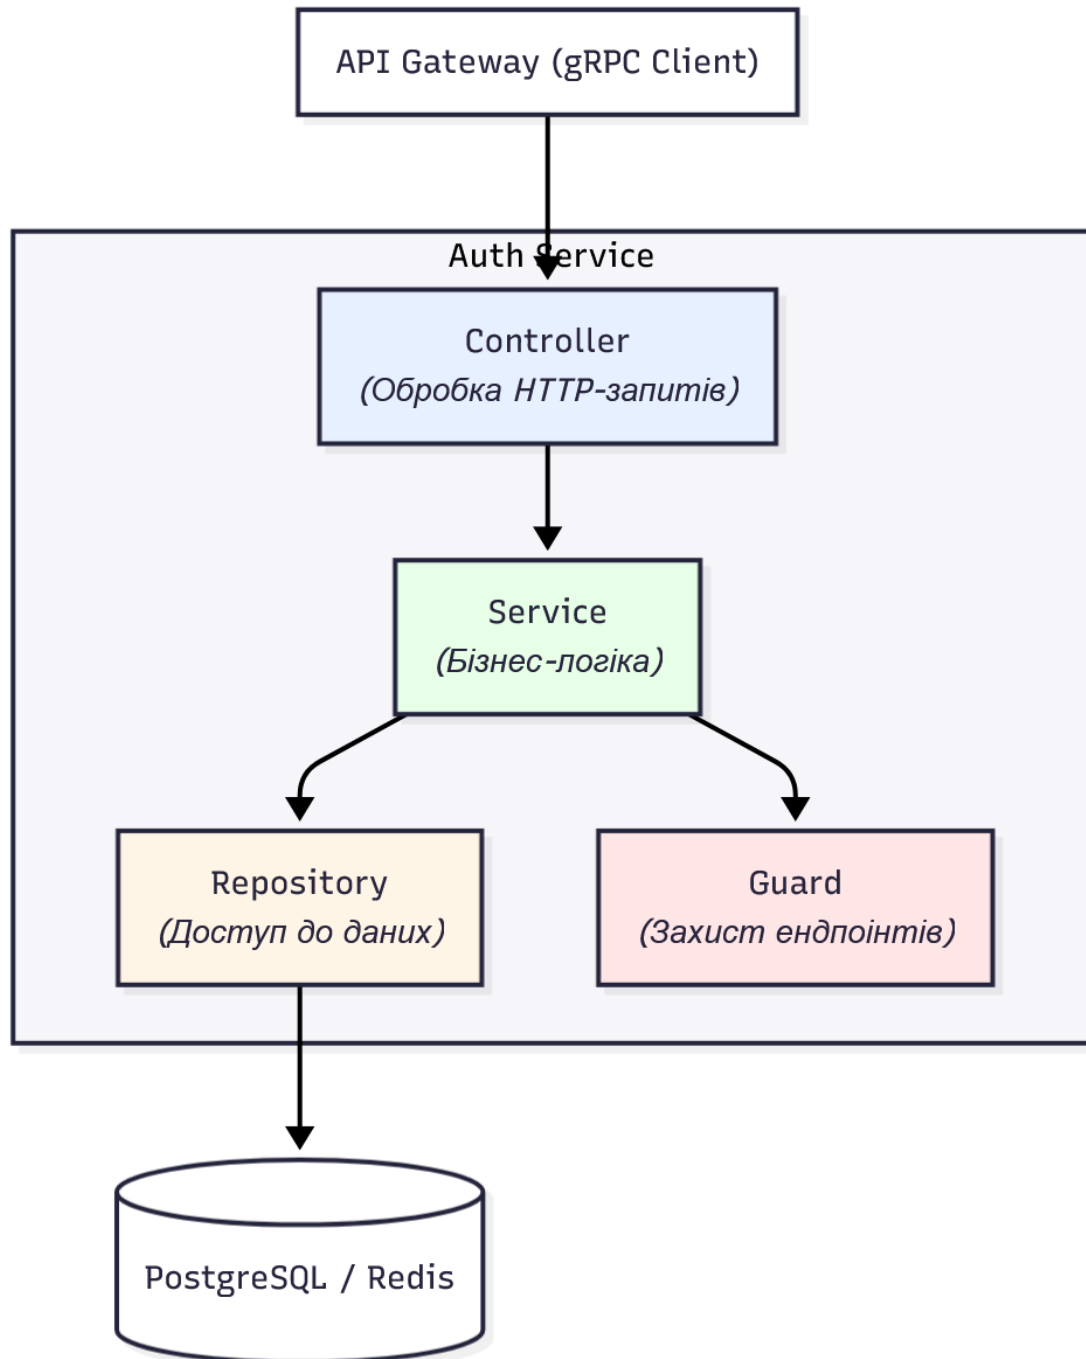 API Gateway (gRPC Client)
Auth Service
Controller
(Обробка HTTP-запитів)
Service
(Бізнес-логіка)
Repository
(Доступ до даних)
Guard
(Захист ендпоінтів)
PostgreSQL / Redis